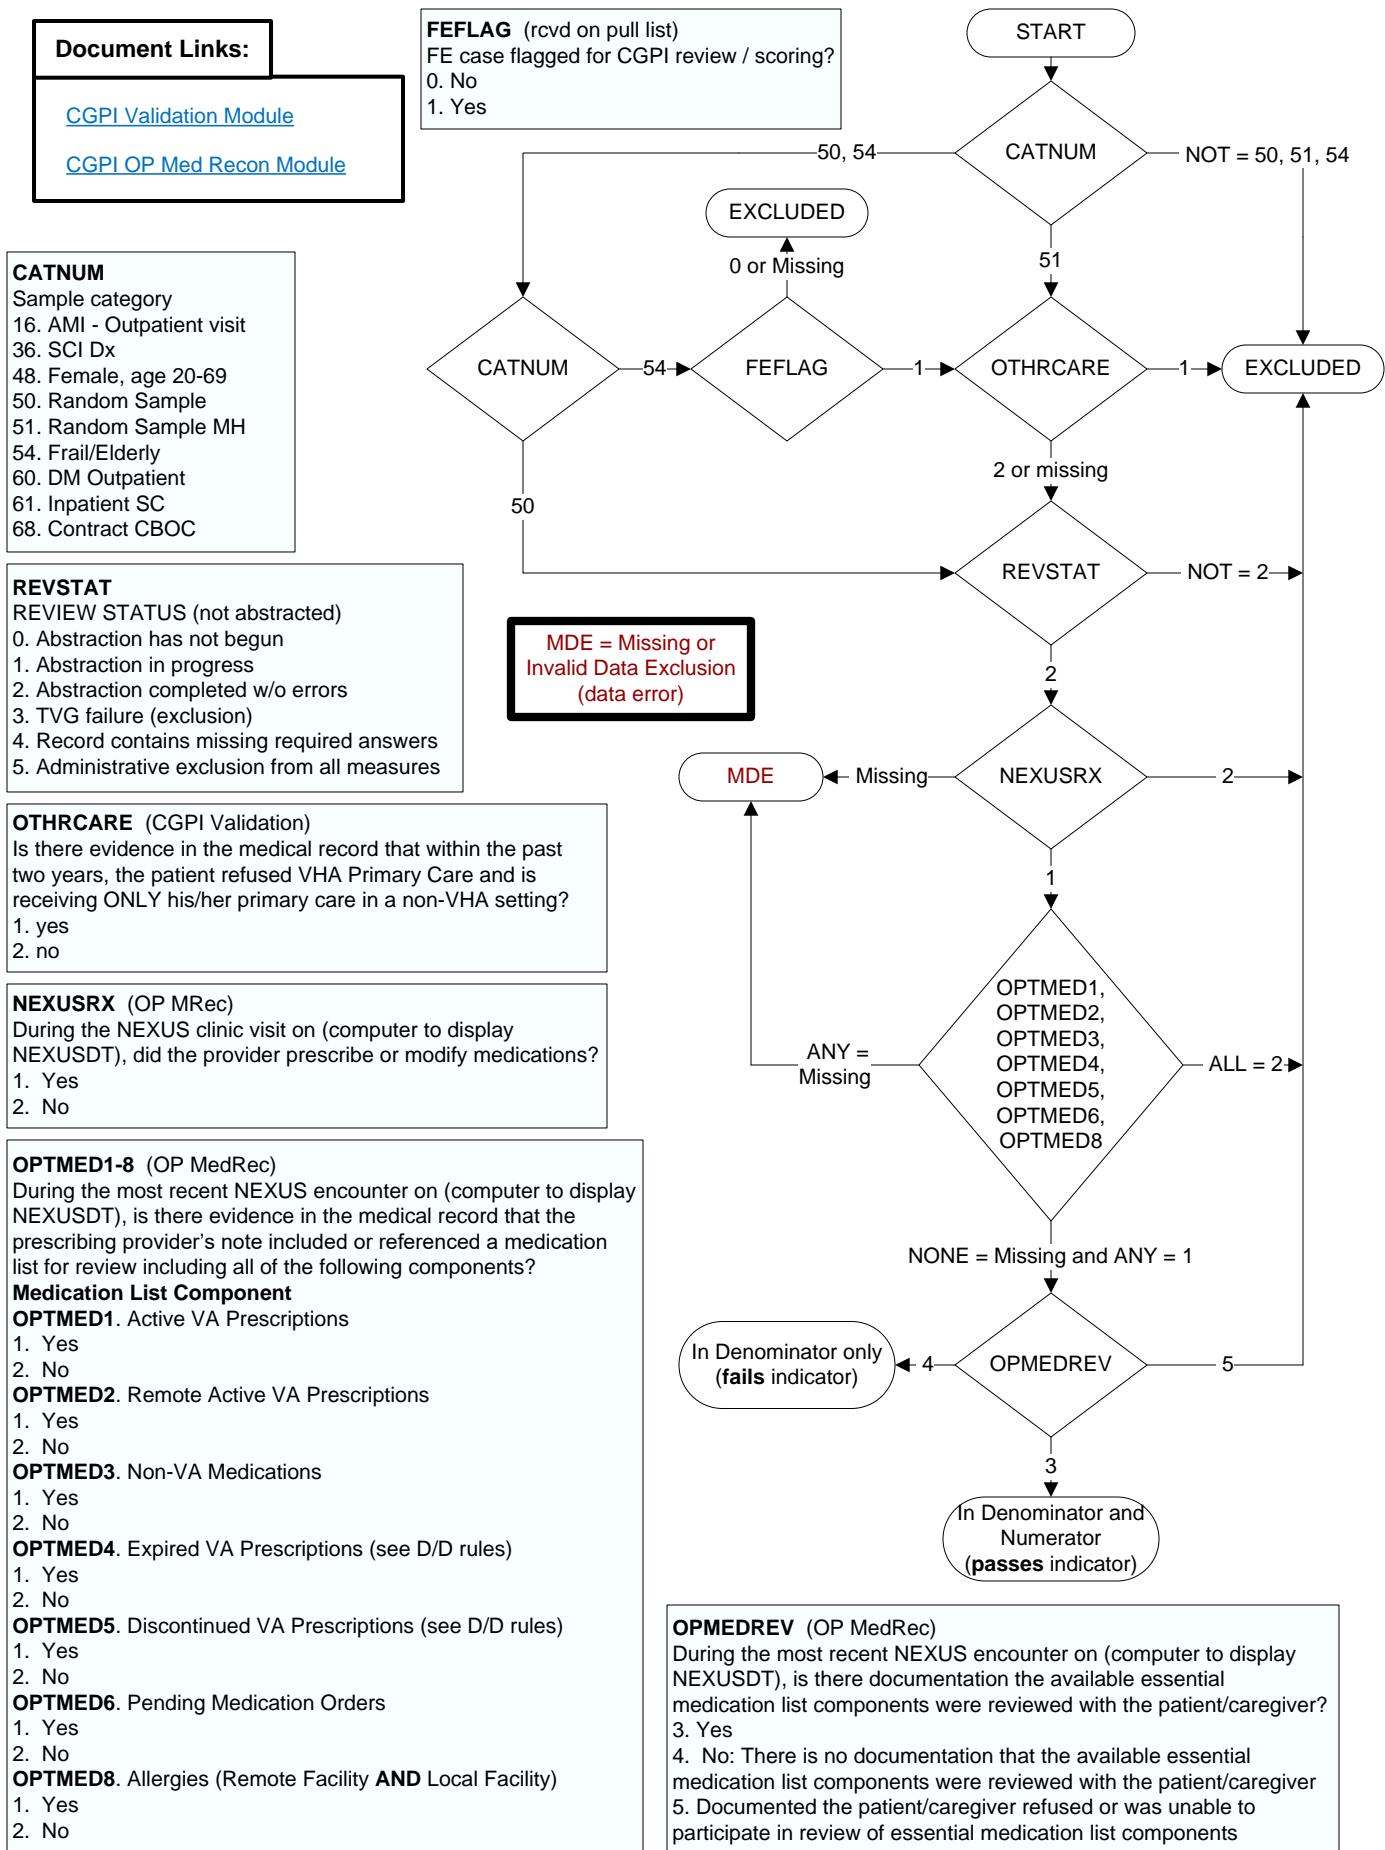 Document Links:
CGPI Validation Module
CGPI OP Med Recon Module
FEFLAG (rcvd on pull list)
FE case flagged for CGPI review / scoring?
0. No
1. Yes
START
CATNUM
50, 54
NOT = 50, 51, 54
51
EXCLUDED
0 or Missing
CATNUM
54
FEFLAG
1
OTHRCARE
1
EXCLUDED
2 or missing
50
REVSTAT
NOT = 2
2
MDE = Missing or
Invalid Data Exclusion
(data error)
MDE
Missing
NEXUSRX
2
1
OPTMED1,
OPTMED2,
OPTMED3,
OPTMED4,
OPTMED5,
OPTMED6,
OPTMED8
ANY =
Missing
ALL = 2
NONE = Missing and ANY = 1
In Denominator only
(fails indicator)
4
OPMEDREV
5
3
In Denominator and
Numerator
(passes indicator)
CATNUM
Sample category
16. AMI - Outpatient visit
36. SCI Dx
48. Female, age 20-69
50. Random Sample
51. Random Sample MH
54. Frail/Elderly
60. DM Outpatient
61. Inpatient SC
68. Contract CBOC
REVSTAT
REVIEW STATUS (not abstracted)
0. Abstraction has not begun
1. Abstraction in progress
2. Abstraction completed w/o errors
3. TVG failure (exclusion)
4. Record contains missing required answers
5. Administrative exclusion from all measures
OTHRCARE (CGPI Validation)
Is there evidence in the medical record that within the past
two years, the patient refused VHA Primary Care and is
receiving ONLY his/her primary care in a non-VHA setting?
1. yes
2. no
NEXUSRX (OP MRec)
During the NEXUS clinic visit on (computer to display
NEXUSDT), did the provider prescribe or modify medications?
1. Yes
2. No
OPTMED1-8 (OP MedRec)
During the most recent NEXUS encounter on (computer to display
NEXUSDT), is there evidence in the medical record that the
prescribing provider's note included or referenced a medication
list for review including all of the following components?
Medication List Component
OPTMED1. Active VA Prescriptions
1. Yes
2. No
OPTMED2. Remote Active VA Prescriptions
1. Yes
2. No
OPTMED3. Non-VA Medications
1. Yes
2. No
OPTMED4. Expired VA Prescriptions (see D/D rules)
1. Yes
2. No
OPTMED5. Discontinued VA Prescriptions (see D/D rules)
1. Yes
2. No
OPTMED6. Pending Medication Orders
1. Yes
2. No
OPTMED8. Allergies (Remote Facility AND Local Facility)
1. Yes
2. No
OPMEDREV (OP MedRec)
During the most recent NEXUS encounter on (computer to display
NEXUSDT), is there documentation the available essential
medication list components were reviewed with the patient/caregiver?
3. Yes
4. No: There is no documentation that the available essential
medication list components were reviewed with the patient/caregiver
5. Documented the patient/caregiver refused or was unable to
participate in review of essential medication list components